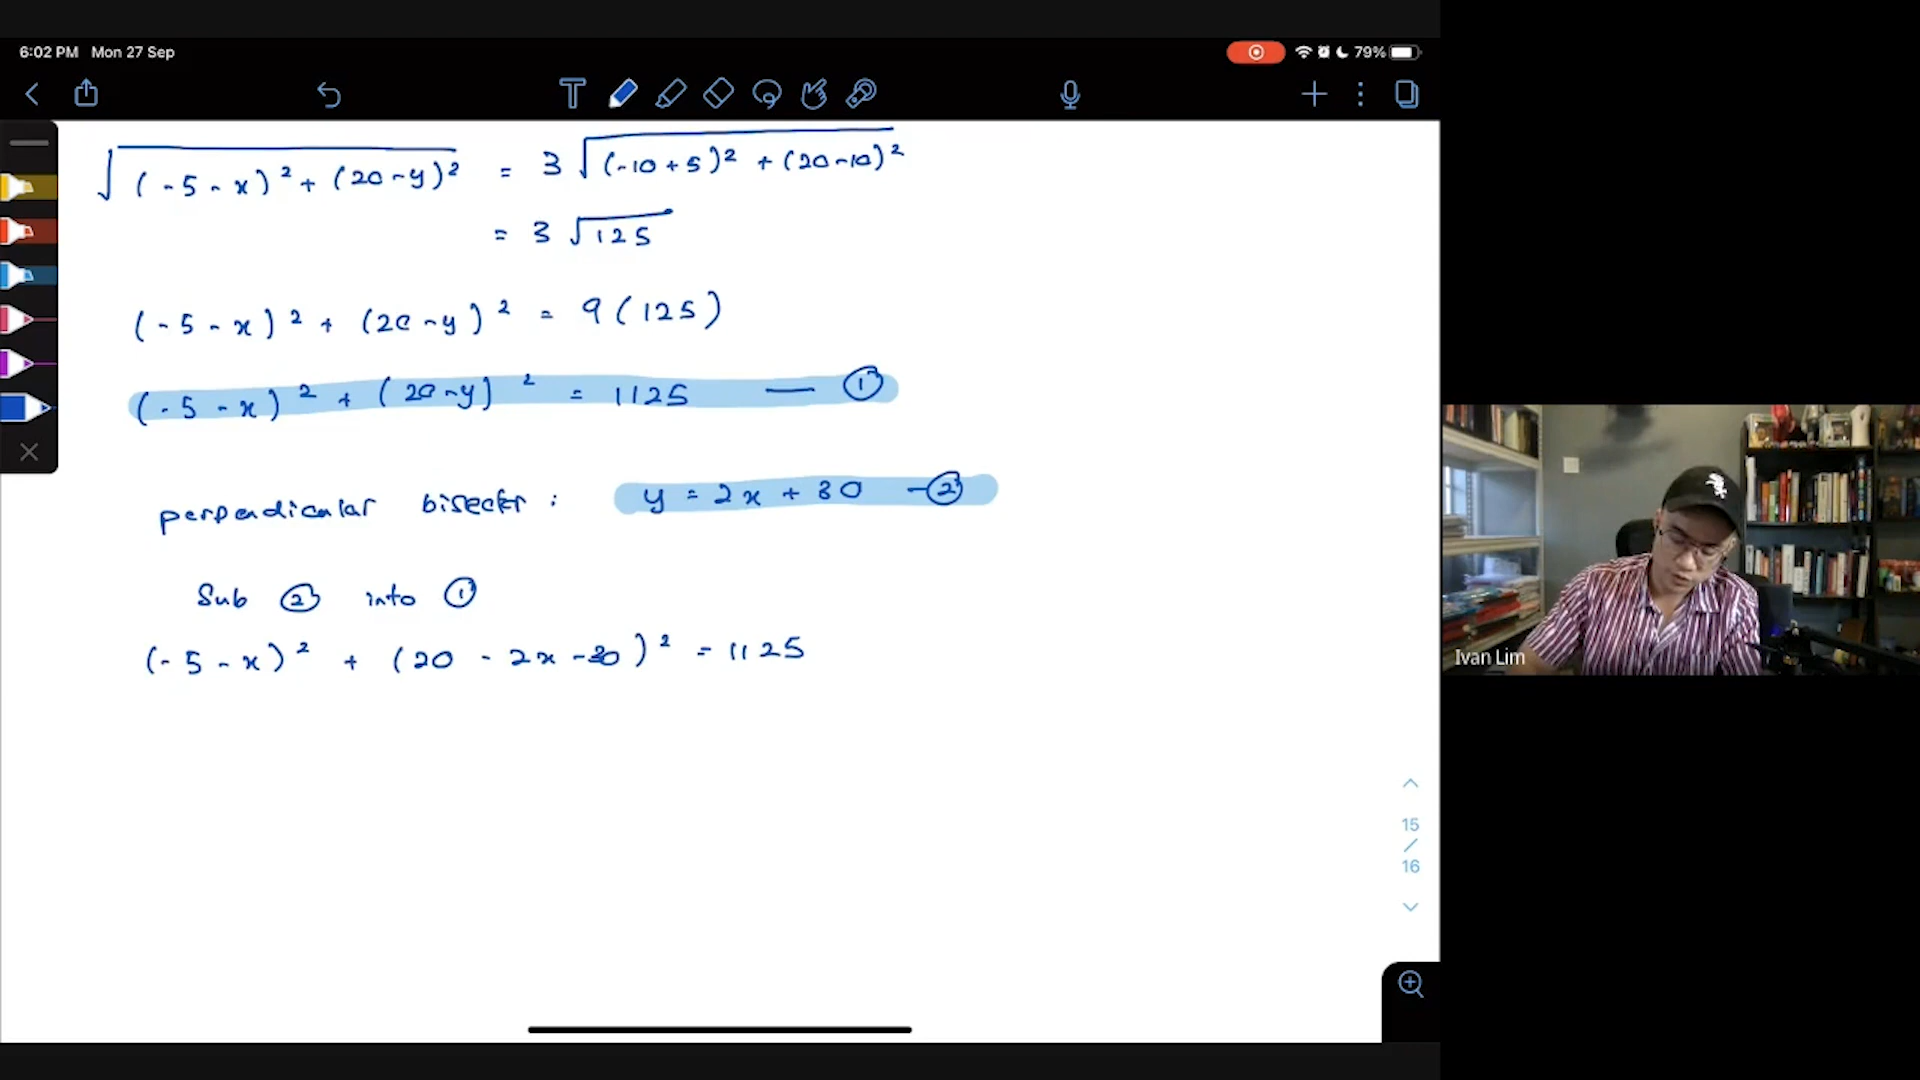 6:02 PM Mon 27 Sep
79%
√(-5-x)² + (20-y)² = 3√(-10+5)² + (20-10)²
= 3√125
(-5-x)² + (20-y)² = 9(125)
(-5-x)² + (20-y)² = 1125 — ①
perpendicular bisector : y = 2x + 30 - ②
Sub ② into ①
(-5-x)² + (20-2x-30)² = 1125
Ivan Lim
15
/
16